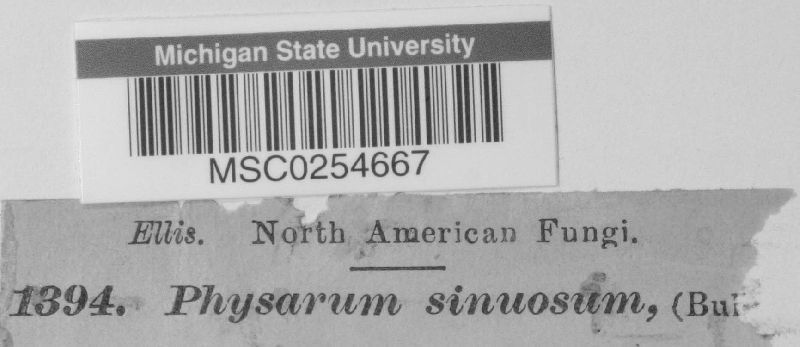 Michigan State University
MSC0254667
Ellis. North American Fungi.
1394. Physarum sinuosum,